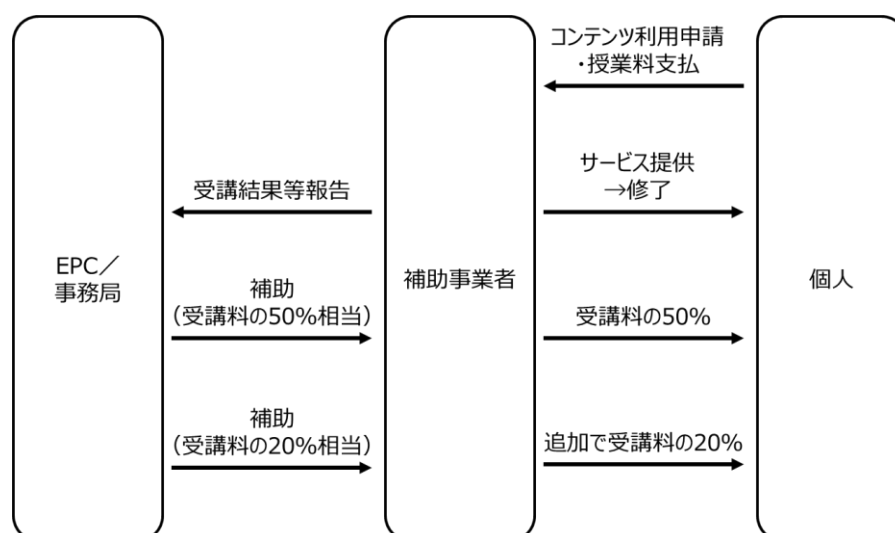 コンテンツ利用申請
・授業料支払
サービス提供
→修了
受講結果等報告
EPC／
事務局
補助事業者
個人
補助
（受講料の50%相当）
受講料の50%
補助
（受講料の20%相当）
追加で受講料の20%